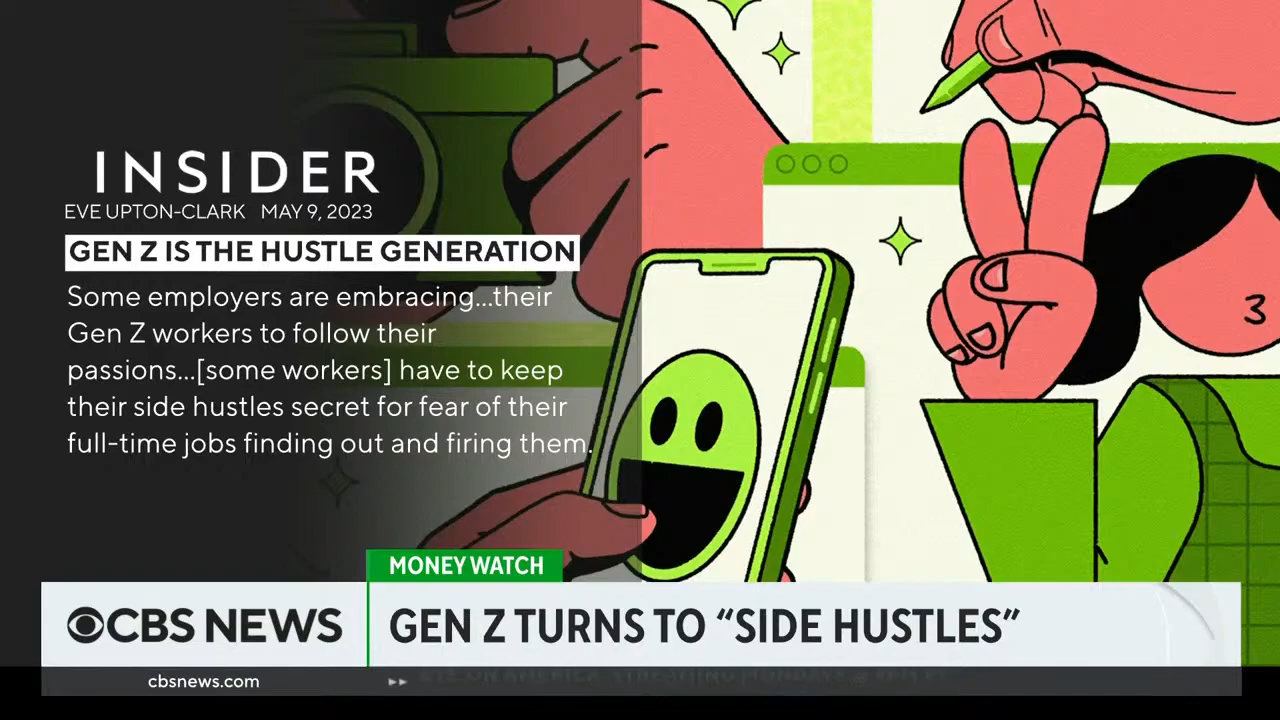 INSIDER
EVE UPTON-CLARK MAY 9, 2023
GEN Z IS THE HUSTLE GENERATION
Some employers are embracing...their
Gen Z workers to follow their
passions...[some workers] have to keep
their side hustles secret for fear of their
full-time jobs finding out and firing them.
MONEY WATCH
CBS NEWS
GEN Z TURNS TO “SIDE HUSTLES”
cbsnews.com